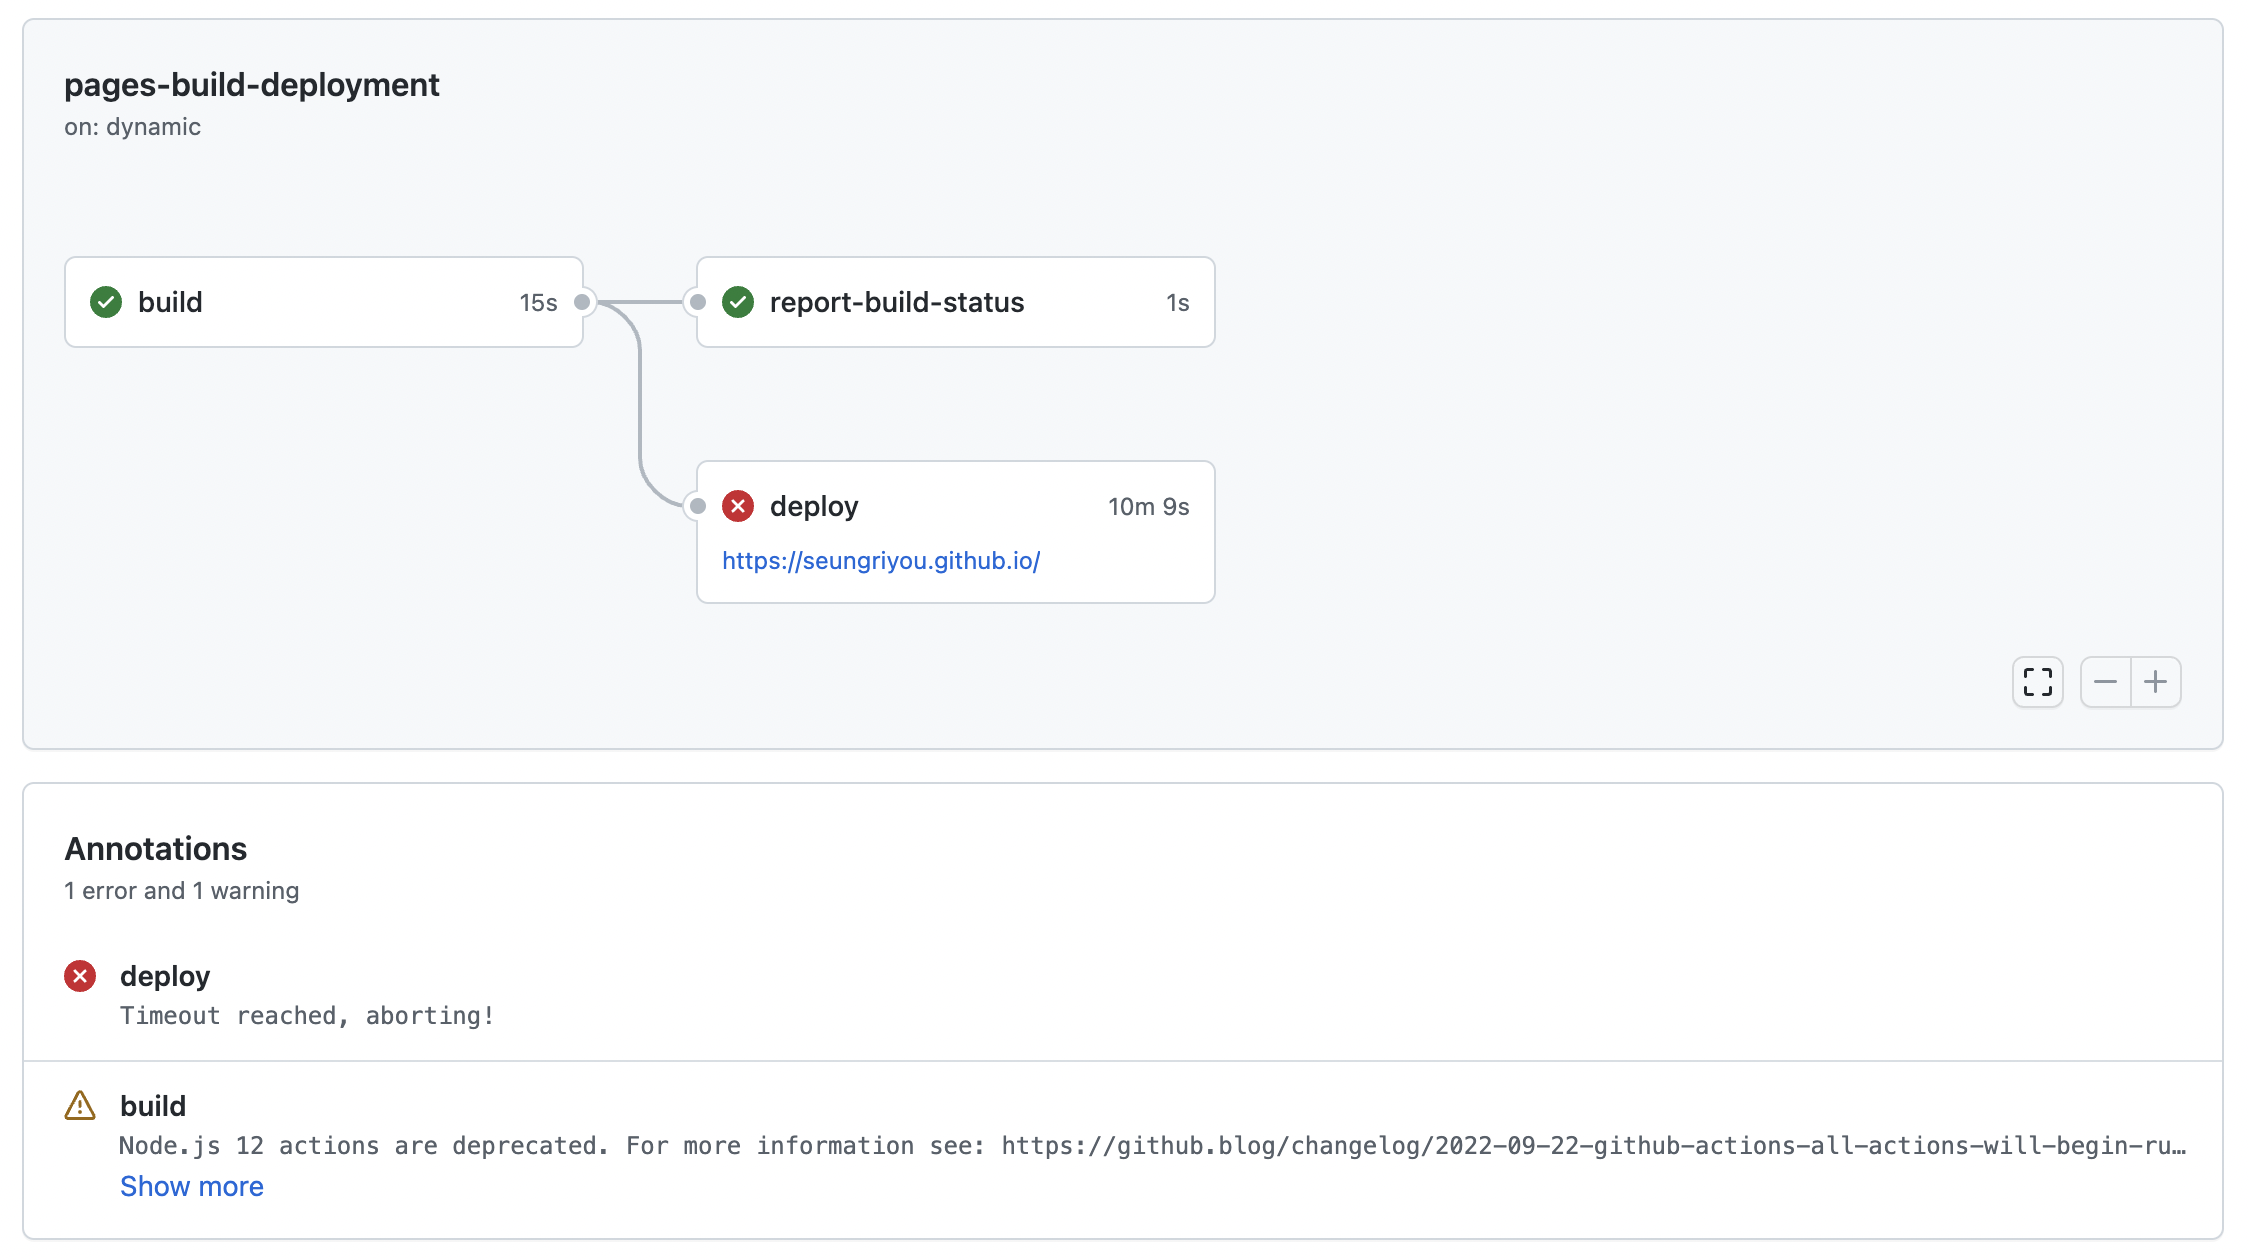 pages-build-deployment
on: dynamic
build 15s
report-build-status 1s
deploy 10m 9s
https://seungriyou.github.io/
Annotations
1 error and 1 warning
deploy
Timeout reached, aborting!
build
Node.js 12 actions are deprecated. For more information see: https://github.blog/changelog/2022-09-22-github-actions-all-actions-will-begin-ru…
Show more